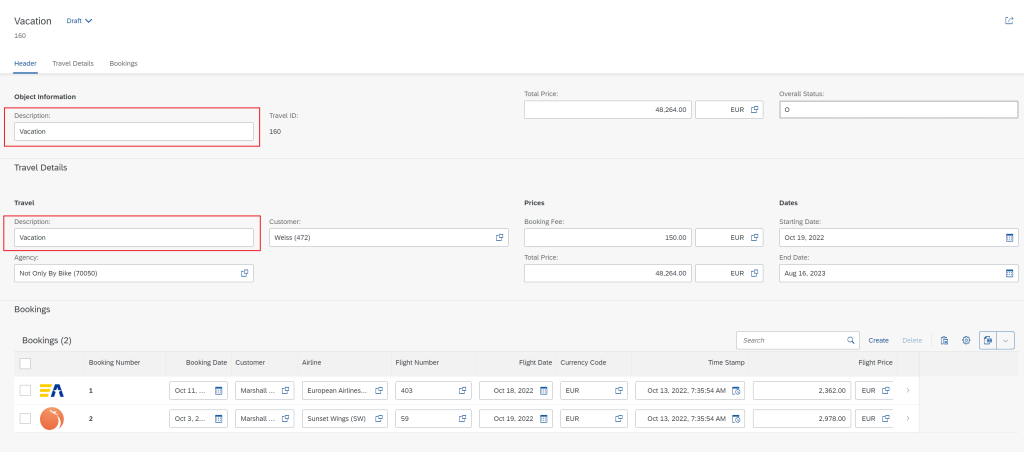 Vacation Draft
160
Header Travel Details Bookings
Object Information
Description:
Vacation
Travel ID:
160
Total Price:
48,264.00 EUR
Overall Status:
O
Travel Details
Travel
Description:
Vacation
Customer:
Weiss (472)
Agency:
Not Only By Bike (70050)
Prices
Booking Fee:
150.00 EUR
Total Price:
48,264.00 EUR
Dates
Starting Date:
Oct 19, 2022
End Date:
Aug 16, 2023
Bookings
Bookings (2) Search Create Delete
Booking Number Booking Date Customer Airline Flight Number Flight Date Currency Code Time Stamp Flight Price
EA 1 Oct 11, ... Marshall ... European Airlines... 403 Oct 18, 2022 EUR Oct 13, 2022, 7:35:54 AM 2,362.00 EUR
2 Oct 3, 2... Marshall ... Sunset Wings (SW) 59 Oct 19, 2022 EUR Oct 13, 2022, 7:35:54 AM 2,978.00 EUR